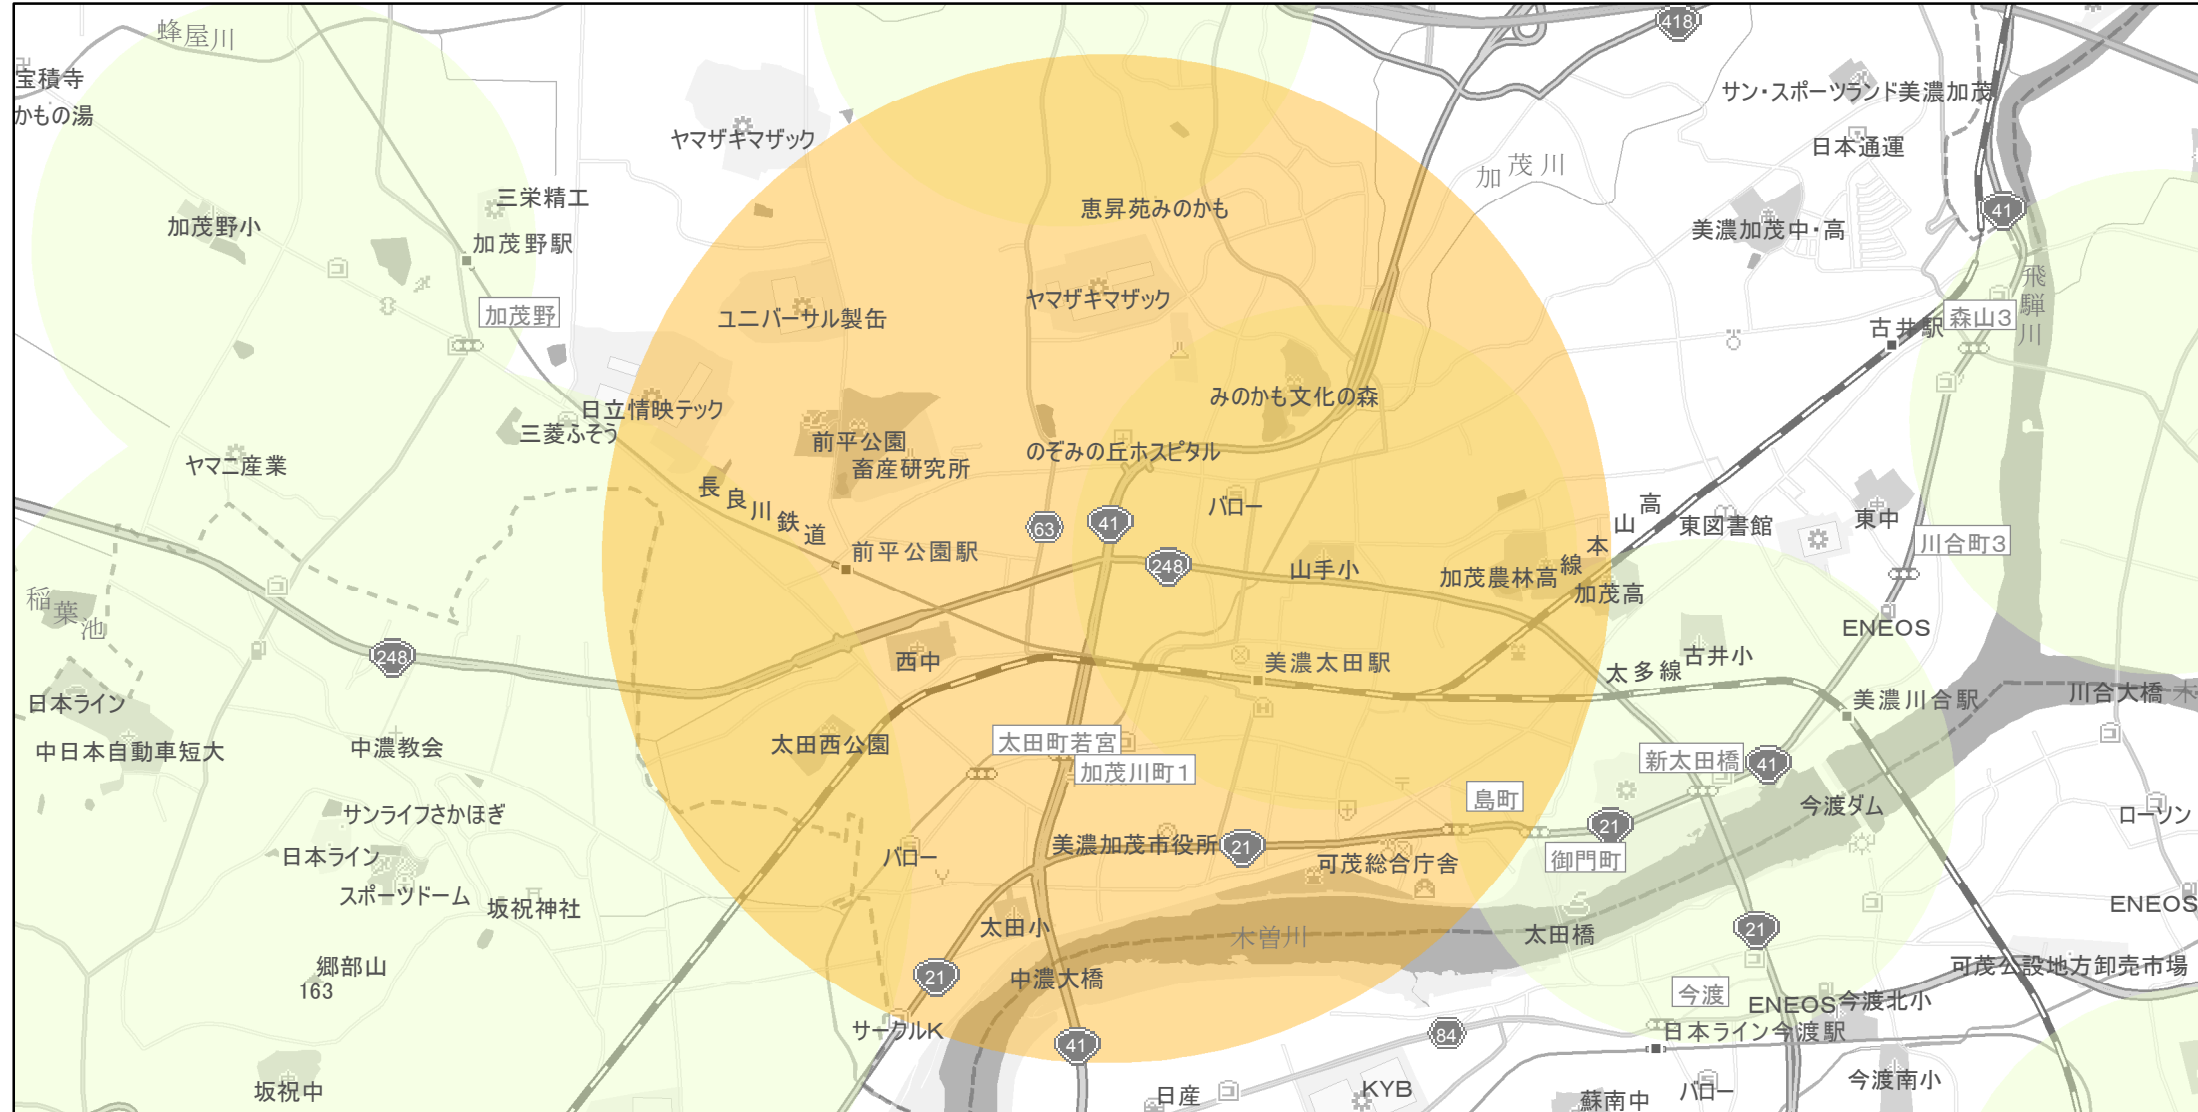 蜂屋川
418
宝積寺
かもの湯
サン・スポーツランド美濃加茂
ヤマザキマザック
日本通運
加茂川
三栄精工
恵昇苑みのかも
41
加茂野小
加茂野駅
美濃加茂中・高
飛騨川
加茂野
ヤマザキマザック
ユニバーサル製缶
森山3
古井駅
みのかも文化の森
日立情映テック
三菱ふそう
前平公園
のぞみの丘ホスピタル
ヤマニ産業
畜産研究所
長良川鉄道
バロー
高山本線
東図書館
東中
63
41
川合町3
前平公園駅
248
山手小
加茂農林高
加茂高
稲葉池
ENEOS
248
西中
美濃太田駅
古井小
太多線
日本ライン
美濃川合駅
川合大橋
木
中日本自動車短大
中濃教会
太田西公園
太田町若宮
加茂川町1
新太田橋
41
島町
今渡ダム
サンライフさかほぎ
21
ローソン
美濃加茂市役所
21
日本ライン
バロー
可茂総合庁舎
御門町
スポーツドーム
坂祝神社
ENEOS
太田小
木曽川
太田橋
21
郷部山
163
21
中濃大橋
可茂公設地方卸売市場
今渡
ENEOS
今渡北小
サークルK
41
84
日本ライン今渡駅
坂祝中
日産
KYB
蘇南中
バロー
今渡南小